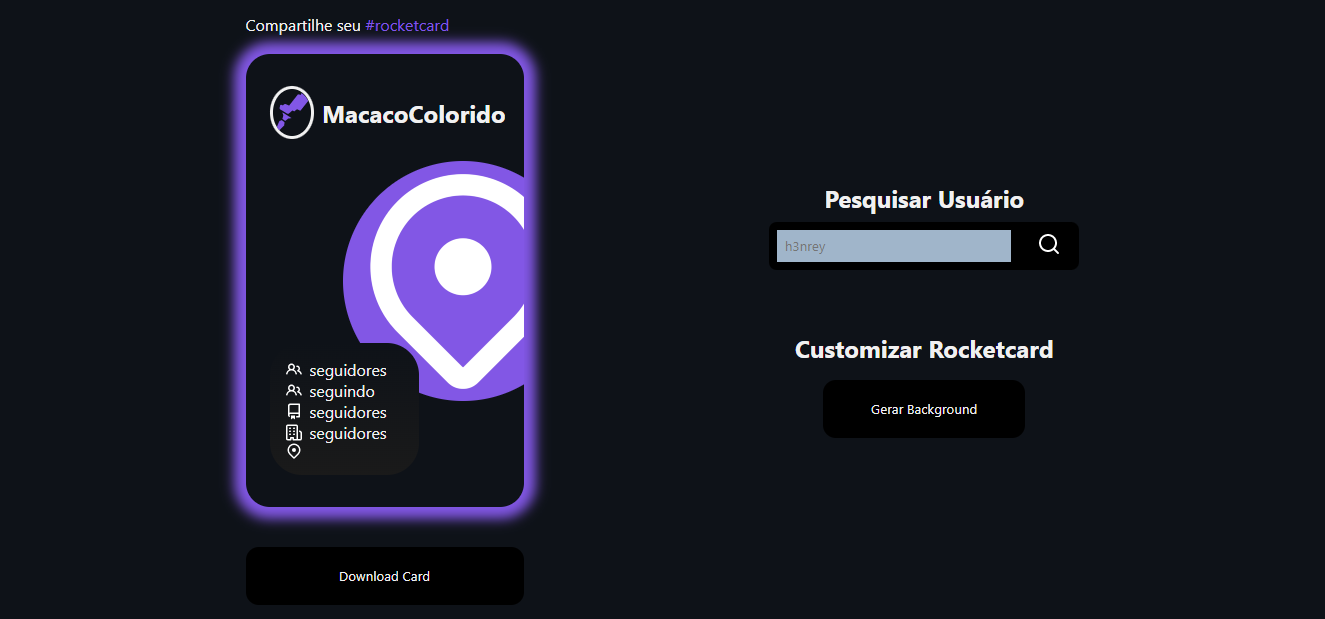 Compartilhe seu #rocketcard
MacacoColorido
seguidores
seguindo
seguidores
seguidores
Download Card
Pesquisar Usuário
h3nrey
Customizar Rocketcard
Gerar Background